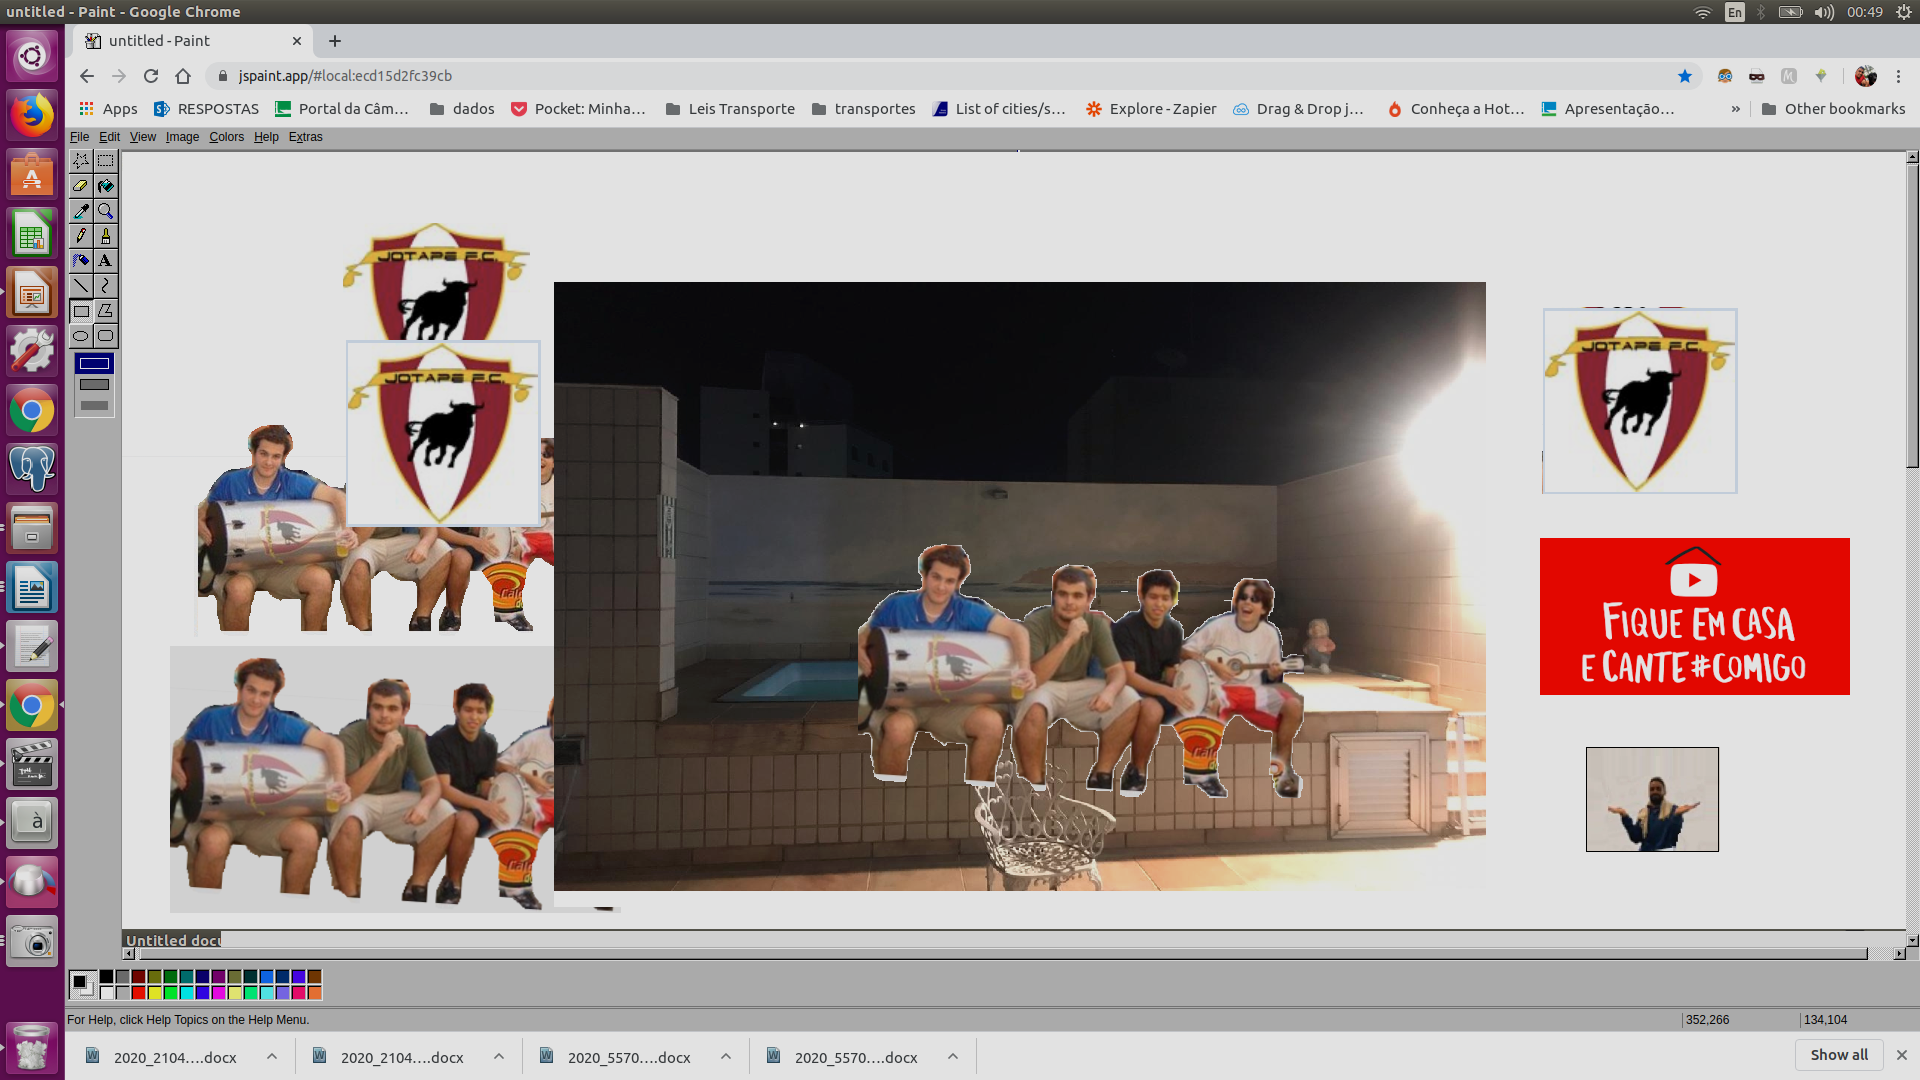 untitled - Paint - Google Chrome
En
00:49
untitled - Paint
jspaint.app/#local:ecd15d2fc39cb
Apps
RESPOSTAS
Portal da Câm…
dados
Pocket: Minha…
Leis Transporte
transportes
List of cities/s…
Explore - Zapier
Drag & Drop j…
Conheça a Hot…
Apresentação…
»
Other bookmarks
File Edit View Image Colors Help Extras
JOTAPE F.C.
JOTAPE F.C.
JOTAPE F.C.
FIQUE EM CASA
E CANTE#COMIGO
Untitled docu
For Help, click Help Topics on the Help Menu.
352,266
134,104
2020_2104....docx
2020_2104....docx
2020_5570....docx
2020_5570....docx
Show all